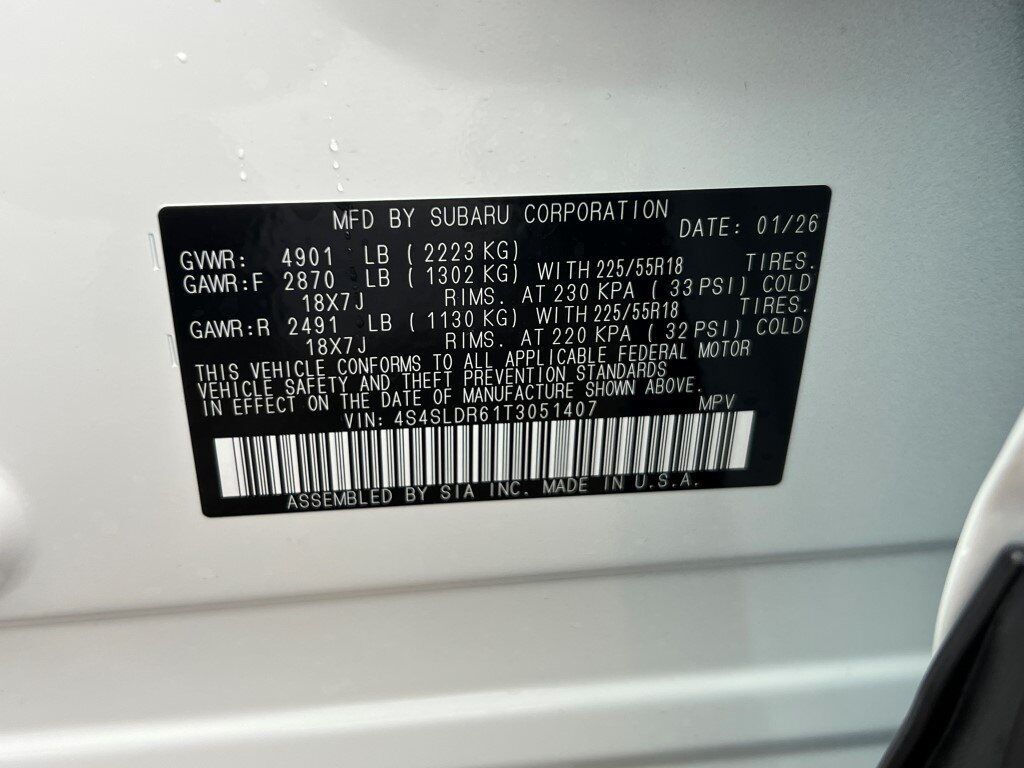 MFD BY SUBARU CORPORATION DATE: 01/26
GVWR: 4901 LB ( 2223 KG)
GAWR:F 2870 LB ( 1302 KG) WITH 225/55R18 TIRES.
18X7J RIMS. AT 230 KPA ( 33 PSI) COLD
GAWR:R 2491 LB ( 1130 KG) WITH 225/55R18 TIRES.
18X7J RIMS. AT 220 KPA ( 32 PSI) COLD
THIS VEHICLE CONFORMS TO ALL APPLICABLE FEDERAL MOTOR
VEHICLE SAFETY AND THEFT PREVENTION STANDARDS
IN EFFECT ON THE DATE OF MANUFACTURE SHOWN ABOVE.
VIN: 4S4SLDR61T3051407 MPV
ASSEMBLED BY SIA INC. MADE IN U.S.A.